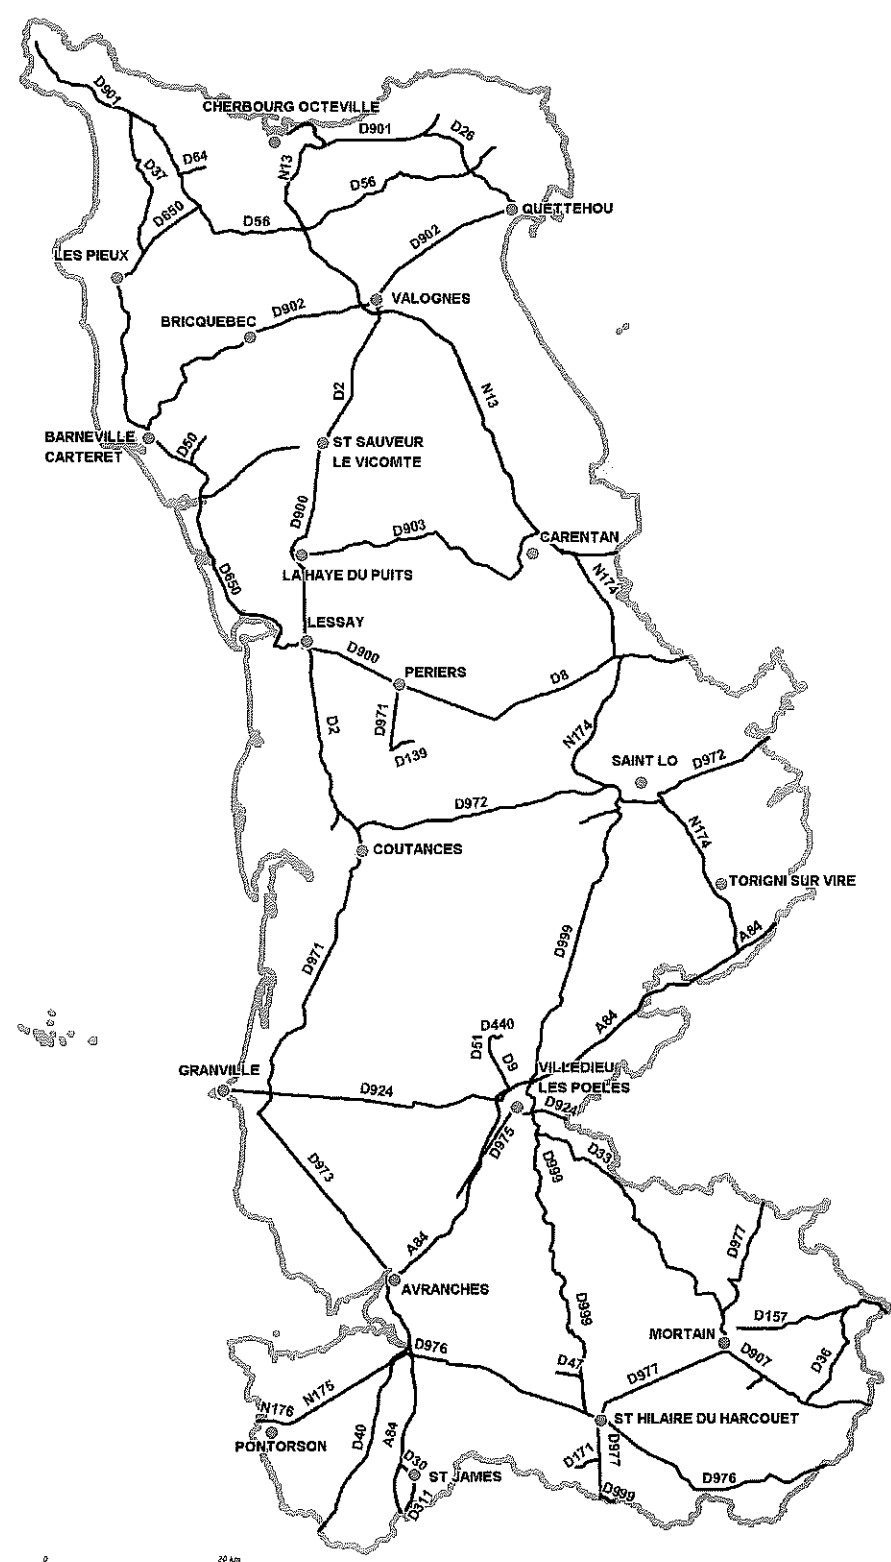 D901
CHERBOURG OCTEVILLE
D901
D26
N13
D64
D37
D56
D650
D56
QUETTEHOU
D902
LES PIEUX
VALOGNES
D902
BRICQUEBEC
D2
N13
BARNEVILLE
CARTERET
D50
ST SAUVEUR
LE VICOMTE
D900
D903
CARENTAN
LA HAYE DU PUITS
D650
N174
LESSAY
D900
PERIERS
D8
D971
D2
D139
N174
SAINT LO
D972
D972
N174
COUTANCES
TORIGNI SUR VIRE
D971
D999
A84
A84
D440
D51
D9
GRANVILLE
VILLEDIEU
LES POELES
D924
D924
D975
D999
D33
D973
A84
D977
AVRANCHES
D999
D157
MORTAIN
D976
D907
D36
D47
D977
N175
N176
PONTORSON
D40
A84
ST HILAIRE DU HARCOUET
D977
D171
D30
ST JAMES
D976
D311
D999
0
20 km